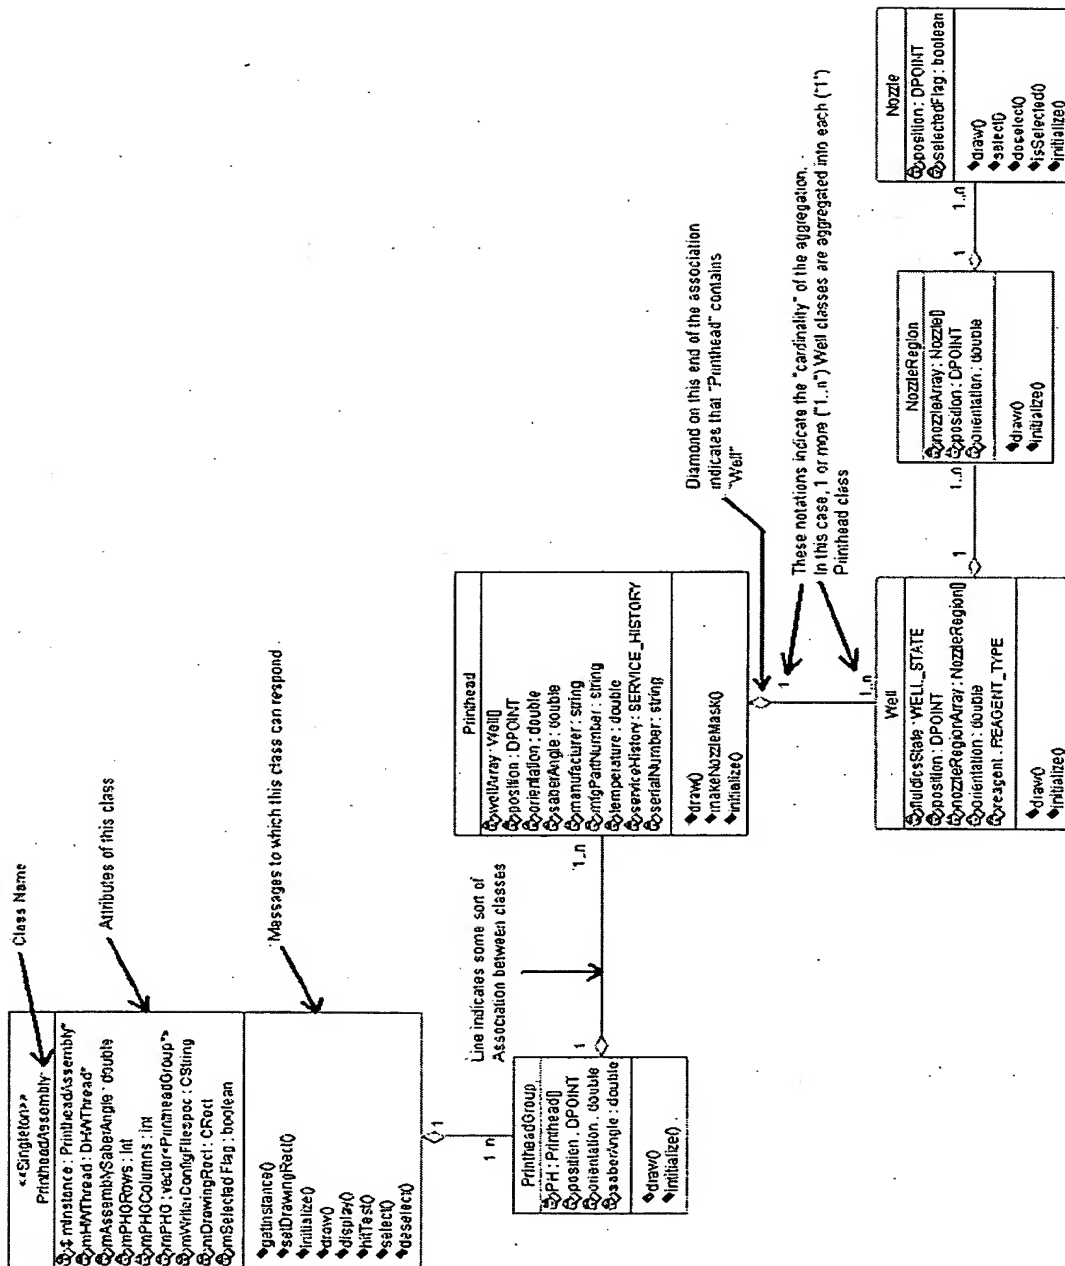 <<Singleton>>
PrintheadAssembly
$ mInstance : PrintheadAssembly*
mHWThread : DHWThread*
mAssemblySaberAngle : double
mPHGRows : int
mPHGColumns : int
mPHG : vector<PrintheadGroup*>
mWriterConfigFilespec : CString
mDrawingRect : CRect
mSelected Flag : boolean
getInstance()
setDrawingRect()
initialize()
draw()
display()
hitTest()
select()
deselect()
Class Name
Attributes of this class
Messages to which this class can respond
1
1 n
PrintheadGroup
PH : Printhead[]
position : DPOINT
orientation : double
saberAngle : double
draw()
initialize()
Line indicates some sort of
Association between classes
1
1..n
Printhead
wellArray : Well[]
position : DPOINT
orientation : double
saberAngle : double
manufacturer : string
mfgPartNumber : string
temperature : double
serviceHistory : SERVICE_HISTORY
serialNumber : string
draw()
makeNozzleMask()
initialize()
Diamond on this end of the association
indicates that "Printhead" contains
"Well"
These notations indicate the "cardinality" of the aggregation.
In this case, 1 or more ("1..n") Well classes are aggregated into each ("1")
Printhead class
1
1..n
Well
fluidicsState : WELL_STATE
position : DPOINT
nozzleRegionArray : NozzleRegion[]
orientation : double
reagent : REAGENT_TYPE
draw()
initialize()
1
1..n
NozzleRegion
nozzleArray : Nozzle[]
position : DPOINT
orientation : double
draw()
initialize()
1
1..n
Nozzle
position : DPOINT
selectedFlag : boolean
draw()
select()
deselect()
isSelected()
initialize()